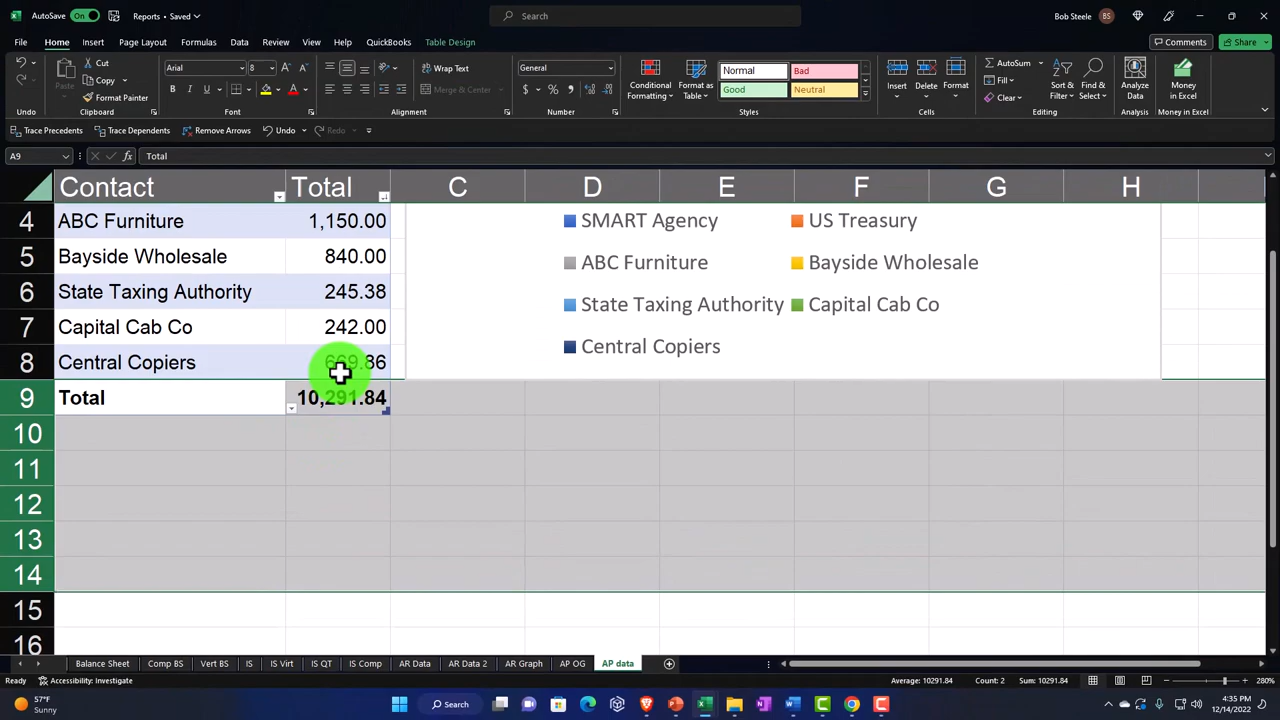 AutoSave On Reports • Saved Search Bob Steele BS
File Home Insert Page Layout Formulas Data Review View Help QuickBooks Table Design Comments Share
Paste Cut Copy Format Painter Arial 8 Wrap Text Merge & Center General Conditional Formatting Format as Table Normal Bad Good Neutral Insert Delete Format AutoSum Fill Clear Sort & Filter Find & Select Analyze Data Money in Excel
Undo Clipboard Font Alignment Number Styles Cells Editing Analysis Money in Excel
Trace Precedents Trace Dependents Remove Arrows Undo Redo
A9 fx Total
Contact Total C D E F G H
4 ABC Furniture 1,150.00 SMART Agency US Treasury
5 Bayside Wholesale 840.00 ABC Furniture Bayside Wholesale
6 State Taxing Authority 245.38 State Taxing Authority Capital Cab Co
7 Capital Cab Co 242.00 Central Copiers
8 Central Copiers 669.86
9 Total 10,291.84
10
11
12
13
14
15
16
Balance Sheet Comp BS Vert BS IS IS Virt IS QT IS Comp AR Data AR Data 2 AR Graph AP OG AP data
Ready Accessibility: Investigate Average: 10291.84 Count: 2 Sum: 10291.84 280%
57°F
Sunny Search 4:35 PM
12/14/2022